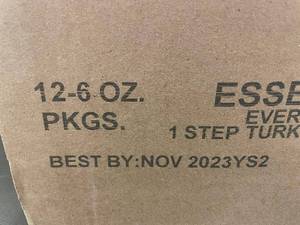 12-6 OZ. ESSE
PKGS. EVER
1 STEP TURK
BEST BY:NOV 2023YS2